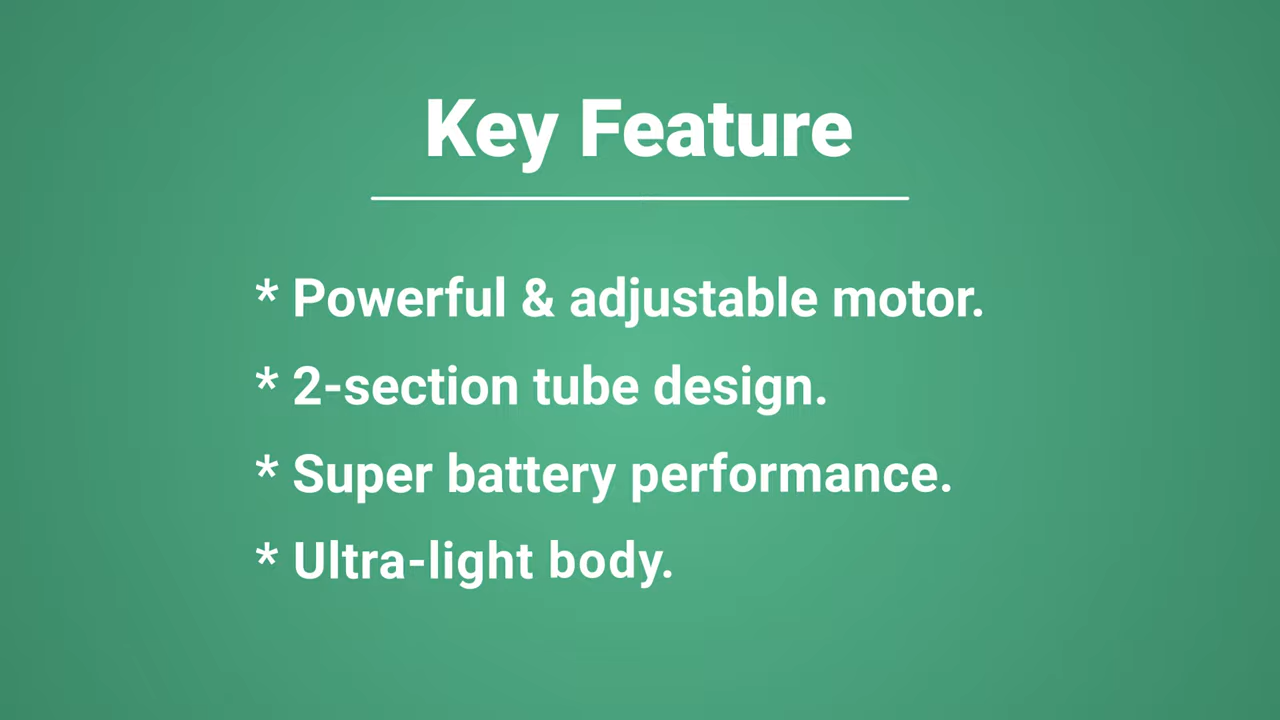 Key Feature
* Powerful & adjustable motor.
* 2-section tube design.
* Super battery performance.
* Ultra-light body.